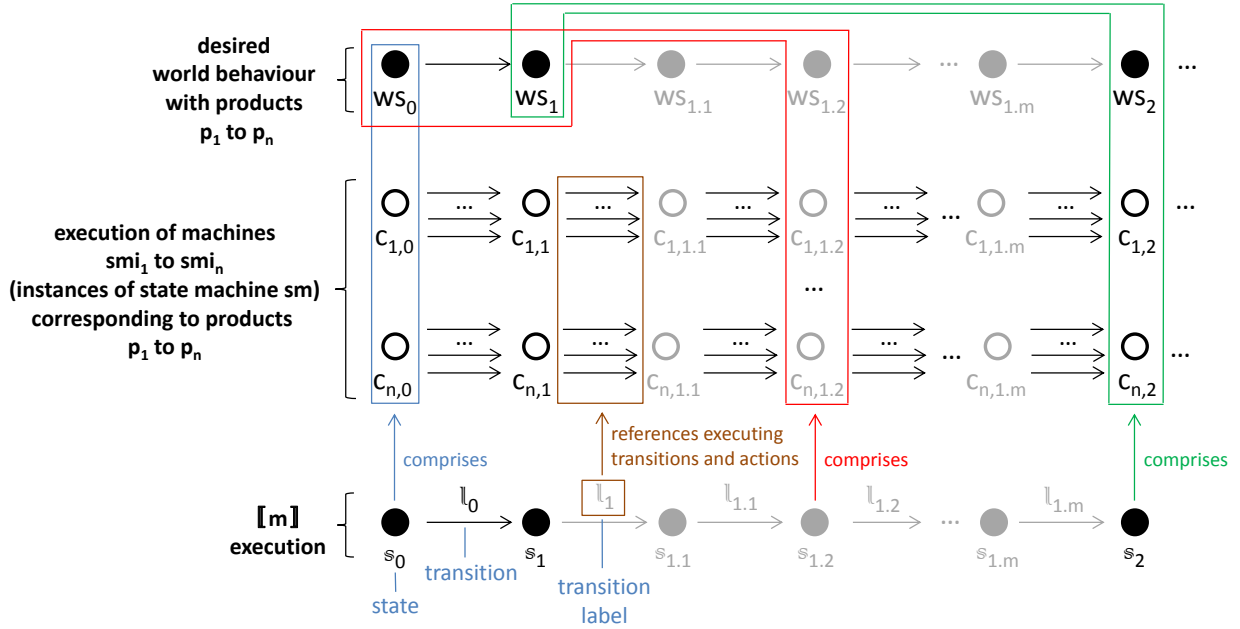 desired
world behaviour
with products
p1 to pn
ws0 ws1 ws1.1 ws1.2 ... ws1.m ws2 ...
execution of machines
smi1 to smin
(instances of state machine sm)
corresponding to products
p1 to pn
... ... ... ... ...
c1,0 c1,1 c1,1.1 c1,1.2 ... c1,1.m c1,2 ...
...
... ... ... ... ...
cn,0 cn,1 cn,1.1 cn,1.2 ... cn,1.m cn,2 ...
comprises
references executing
transitions and actions
comprises
comprises
⟦m⟧
execution
𝕝0 𝕝1 𝕝1.1 𝕝1.2 ... 𝕝1.m
𝕤0 𝕤1 𝕤1.1 𝕤1.2 𝕤1.m 𝕤2
transition
transition
label
state